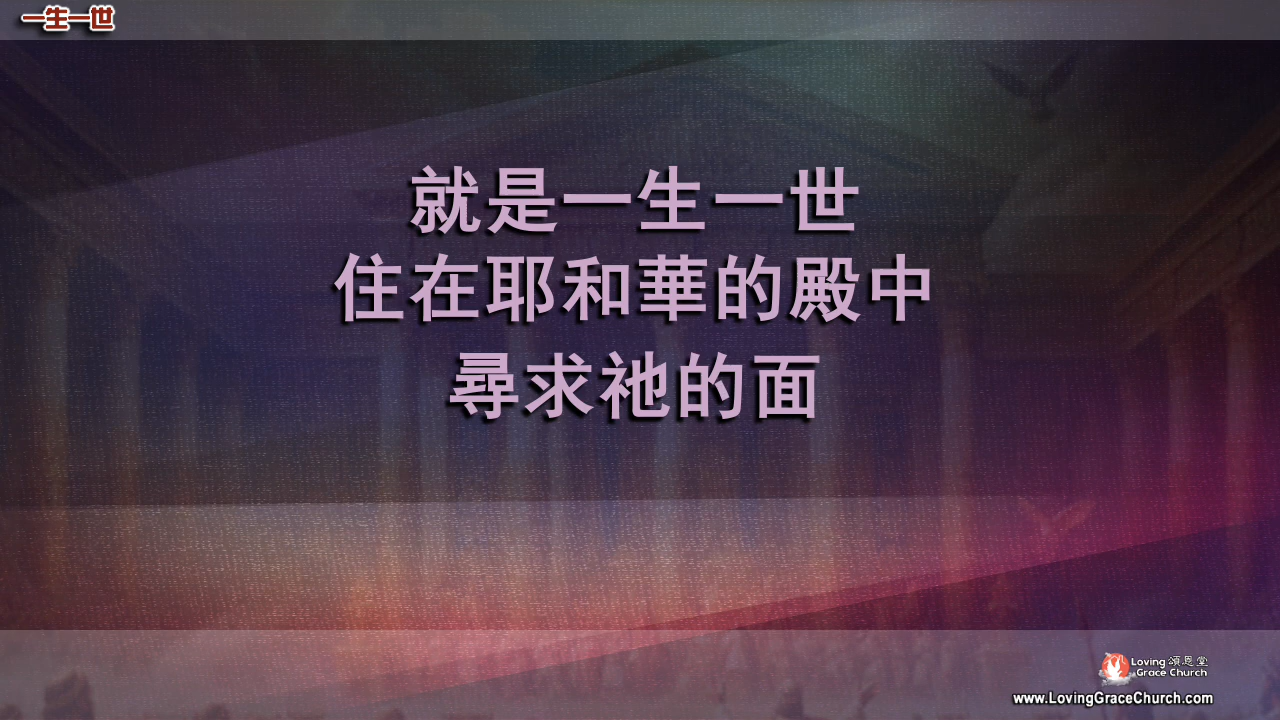 一生一世
就是一生一世
住在耶和華的殿中
尋求祂的面
Loving 頌恩堂
Grace Church
www.LovingGraceChurch.com